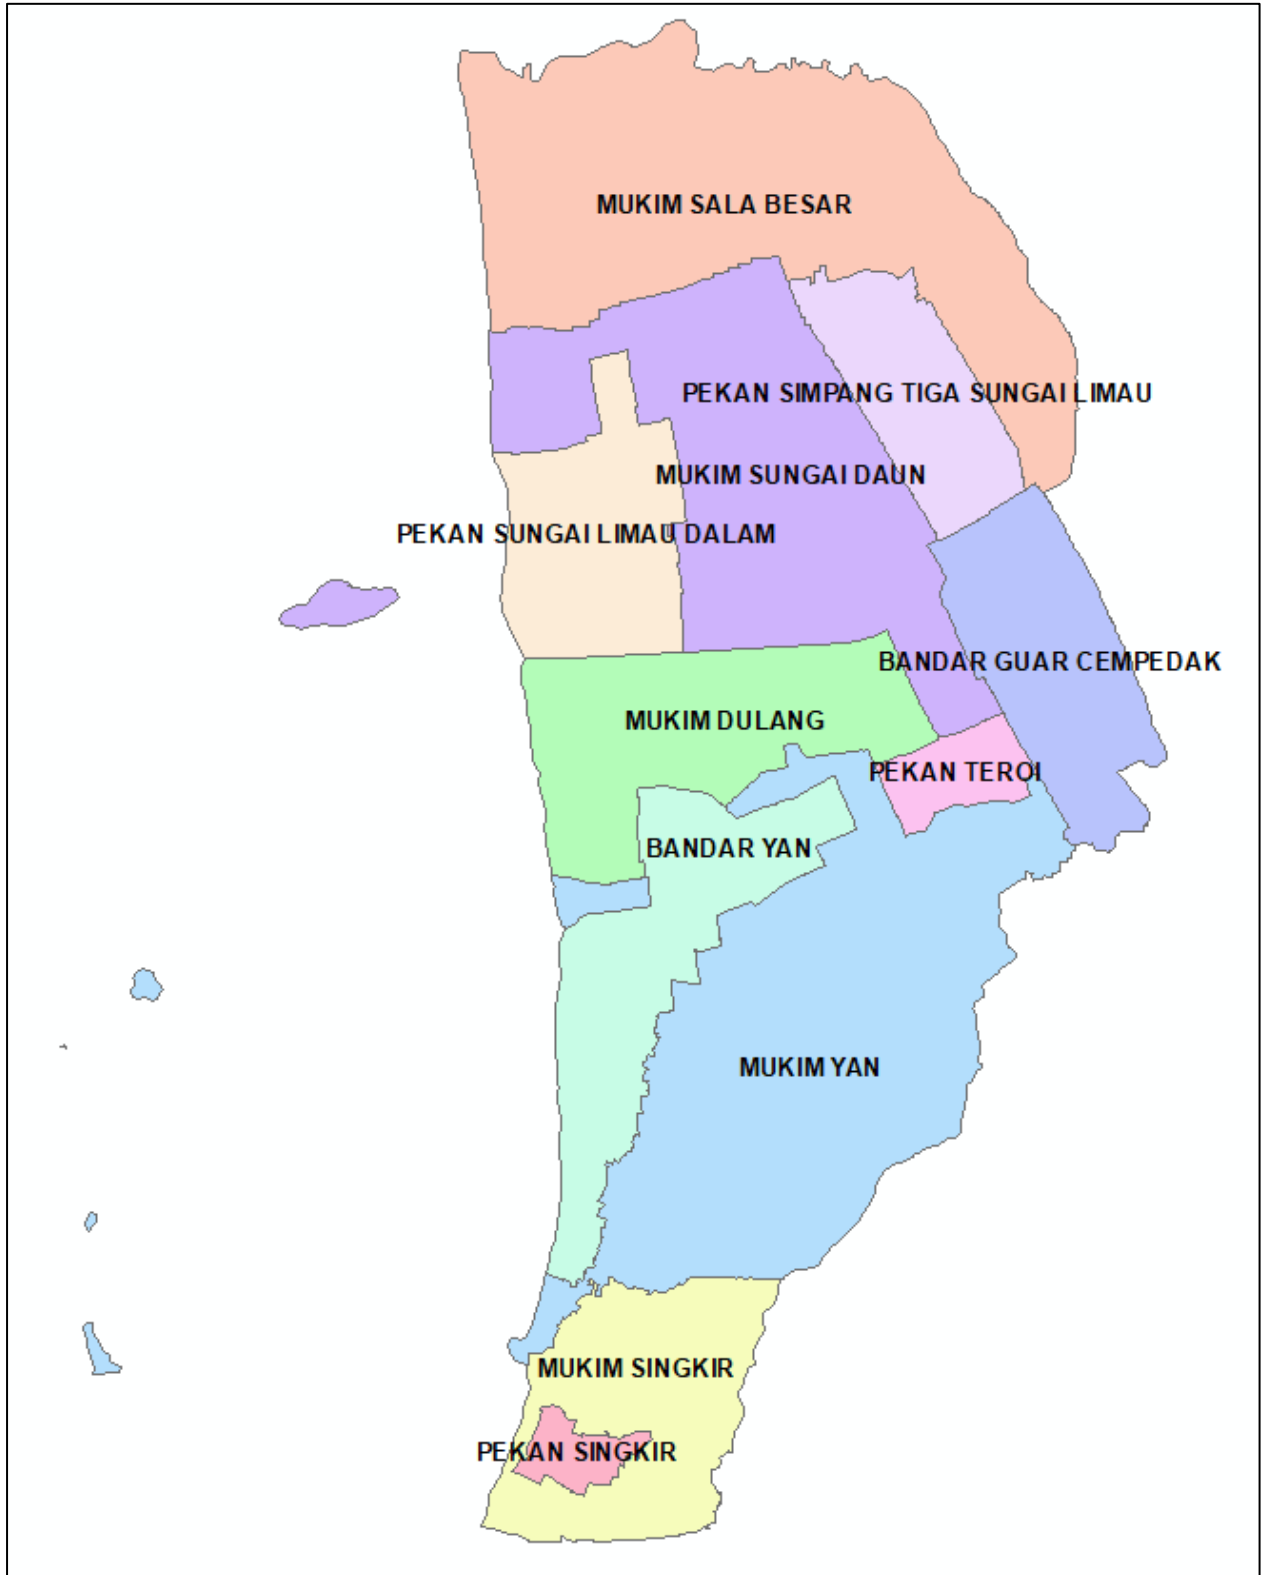 MUKIM SALA BESAR
PEKAN SIMPANG TIGA SUNGAI LIMAU
MUKIM SUNGAI DAUN
PEKAN SUNGAI LIMAU DALAM
BANDAR GUAR CEMPEDAK
MUKIM DULANG
PEKAN TEROI
BANDAR YAN
MUKIM YAN
MUKIM SINGKIR
PEKAN SINGKIR